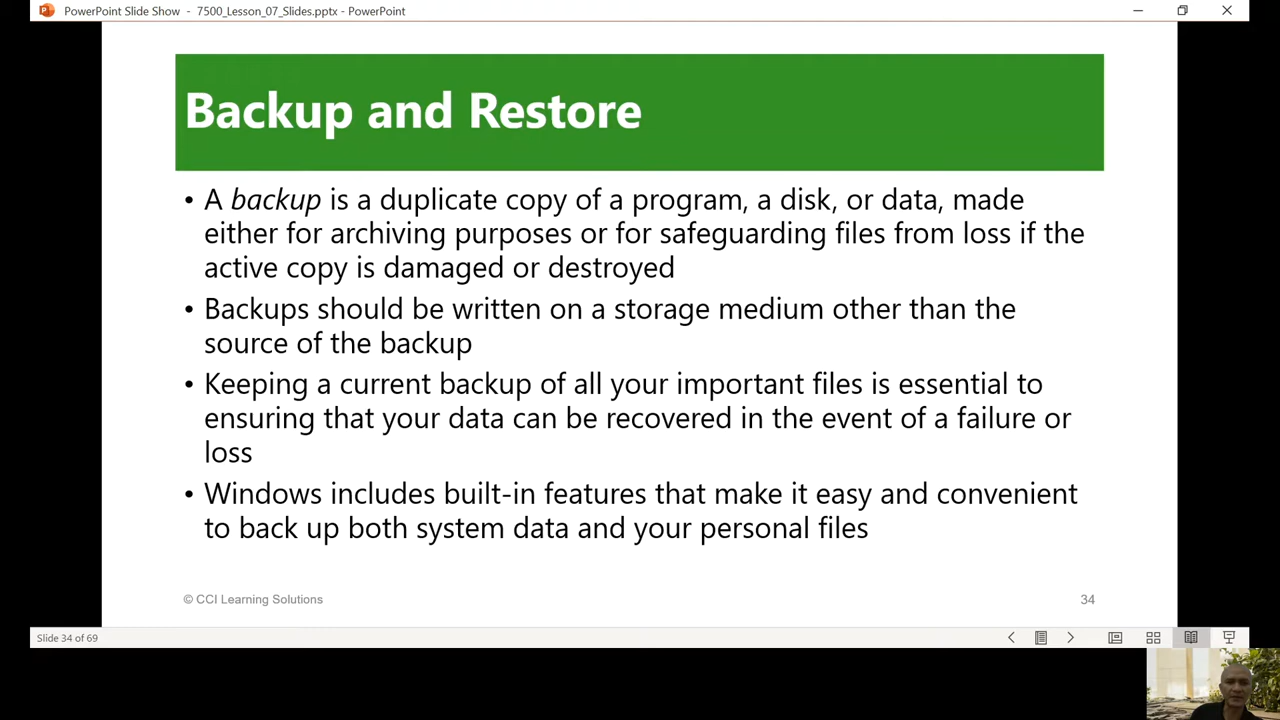 PowerPoint Slide Show - 7500_Lesson_07_Slides.pptx - PowerPoint
Backup and Restore
• A backup is a duplicate copy of a program, a disk, or data, made
either for archiving purposes or for safeguarding files from loss if the
active copy is damaged or destroyed
• Backups should be written on a storage medium other than the
source of the backup
• Keeping a current backup of all your important files is essential to
ensuring that your data can be recovered in the event of a failure or
loss
• Windows includes built-in features that make it easy and convenient
to back up both system data and your personal files
© CCI Learning Solutions 34
Slide 34 of 69